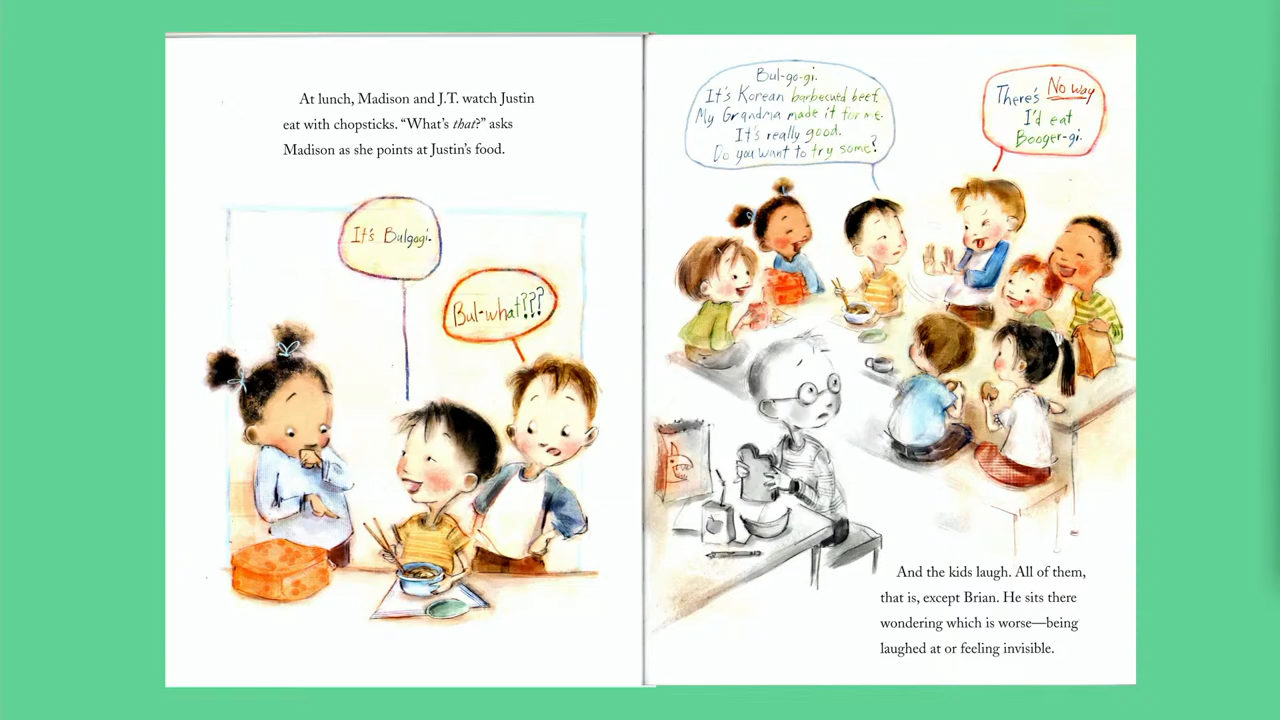 At lunch, Madison and J.T. watch Justin
eat with chopsticks. “What’s that?” asks
Madison as she points at Justin’s food.
It's Bulgogi.
Bul-what???
Bul-go-gi.
It's Korean barbecued beef.
My Grandma made it for me.
It's really good.
Do you want to try some?
There's No way
I'd eat
Booger-gi.
And the kids laugh. All of them,
that is, except Brian. He sits there
wondering which is worse—being
laughed at or feeling invisible.